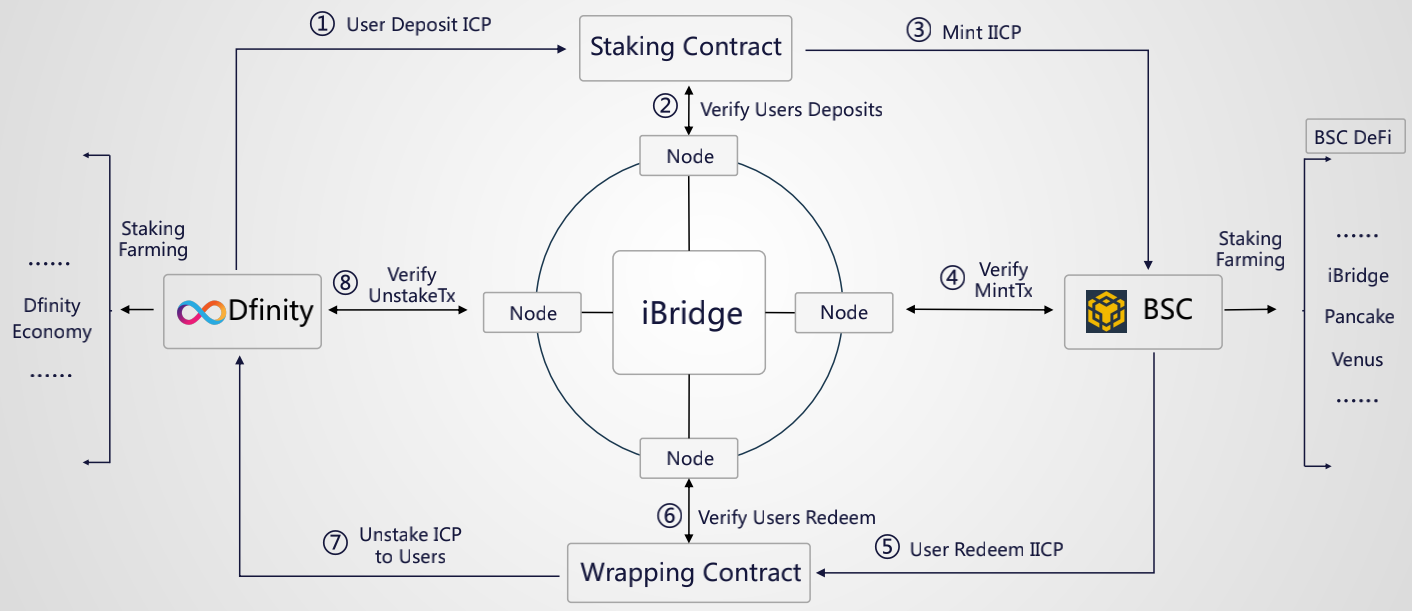 ① User Deposit ICP
Staking Contract
③ Mint IICP
② Verify Users Deposits
Node
BSC DeFi
Staking
Farming
......
Dfinity
Economy
......
Dfinity
⑧ Verify
UnstakeTx
Node
iBridge
Node
④ Verify
MintTx
BSC
Staking
Farming
......
iBridge
Pancake
Venus
......
Node
⑥ Verify Users Redeem
⑦ Unstake ICP
to Users
Wrapping Contract
⑤ User Redeem IICP